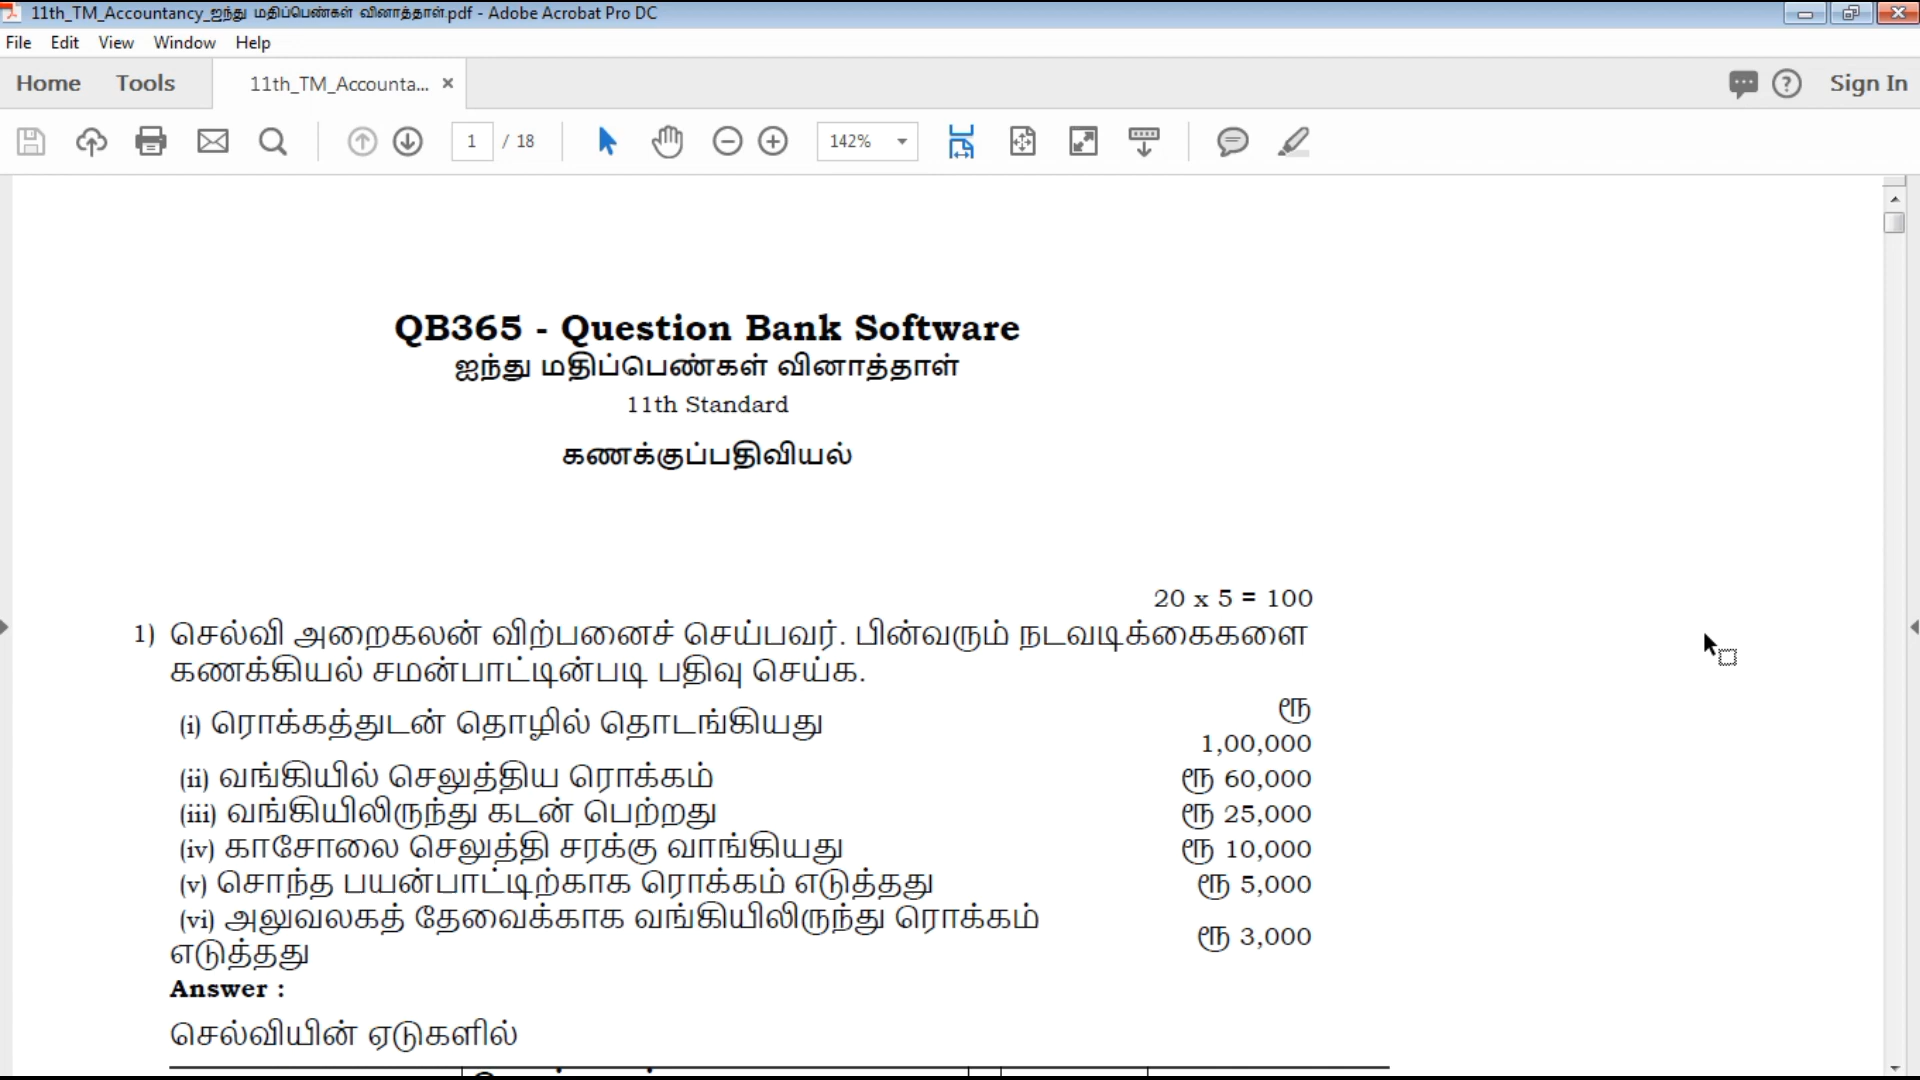 11th_TM_Accountancy_ஐந்து மதிப்பெண்கள் வினாத்தாள்.pdf - Adobe Acrobat Pro DC
File Edit View Window Help
Home Tools 11th_TM_Accounta... × Sign In
1 / 18 142%
QB365 - Question Bank Software
ஐந்து மதிப்பெண்கள் வினாத்தாள்
11th Standard
கணக்குப்பதிவியல்
20 x 5 = 100
1) செல்வி அறைகலன் விற்பனைச் செய்பவர். பின்வரும் நடவடிக்கைகளை
கணக்கியல் சமன்பாட்டின்படி பதிவு செய்க.
(i) ரொக்கத்துடன் தொழில் தொடங்கியது ரூ
1,00,000
(ii) வங்கியில் செலுத்திய ரொக்கம் ரூ 60,000
(iii) வங்கியிலிருந்து கடன் பெற்றது ரூ 25,000
(iv) காசோலை செலுத்தி சரக்கு வாங்கியது ரூ 10,000
(v) சொந்த பயன்பாட்டிற்காக ரொக்கம் எடுத்தது ரூ 5,000
(vi) அலுவலகத் தேவைக்காக வங்கியிலிருந்து ரொக்கம்
எடுத்தது ரூ 3,000
Answer :
செல்வியின் ஏடுகளில்